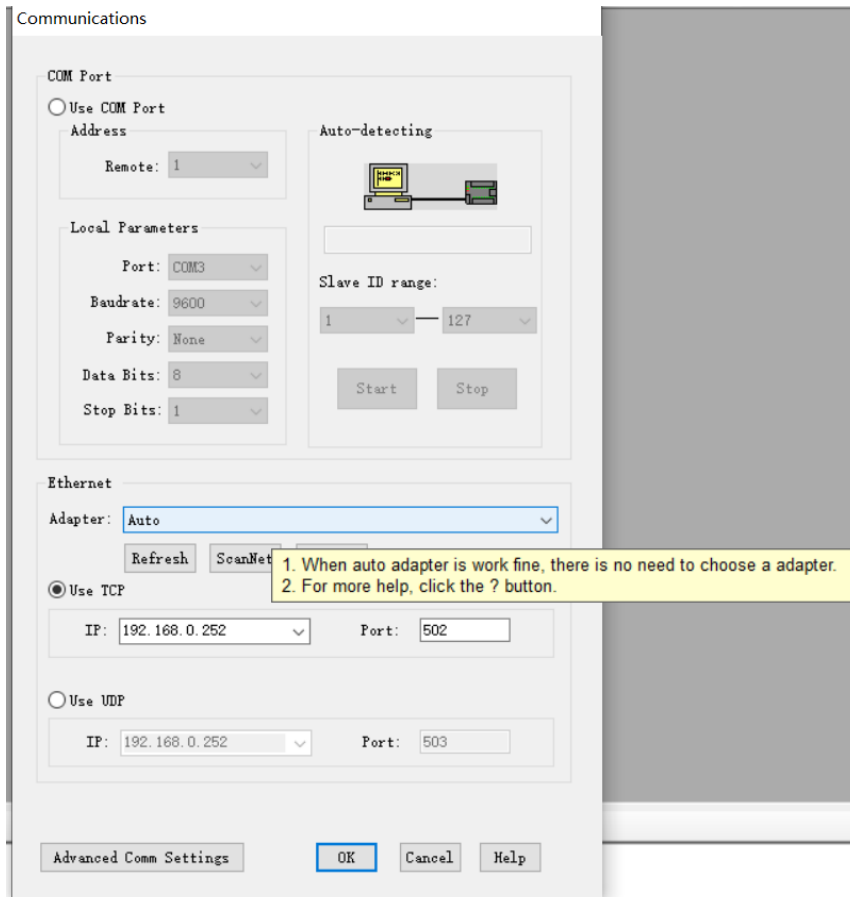 Communications
COM Port
Use COM Port
Address
Remote: 1
Auto-detecting
Local Parameters
Port: COM3
Baudrate: 9600
Parity: None
Data Bits: 8
Stop Bits: 1
Slave ID range:
1 — 127
Start Stop
Ethernet
Adapter: Auto
Refresh ScanNet
1. When auto adapter is work fine, there is no need to choose a adapter.
2. For more help, click the ? button.
Use TCP
IP: 192.168.0.252 Port: 502
Use UDP
IP: 192.168.0.252 Port: 503
Advanced Comm Settings OK Cancel Help